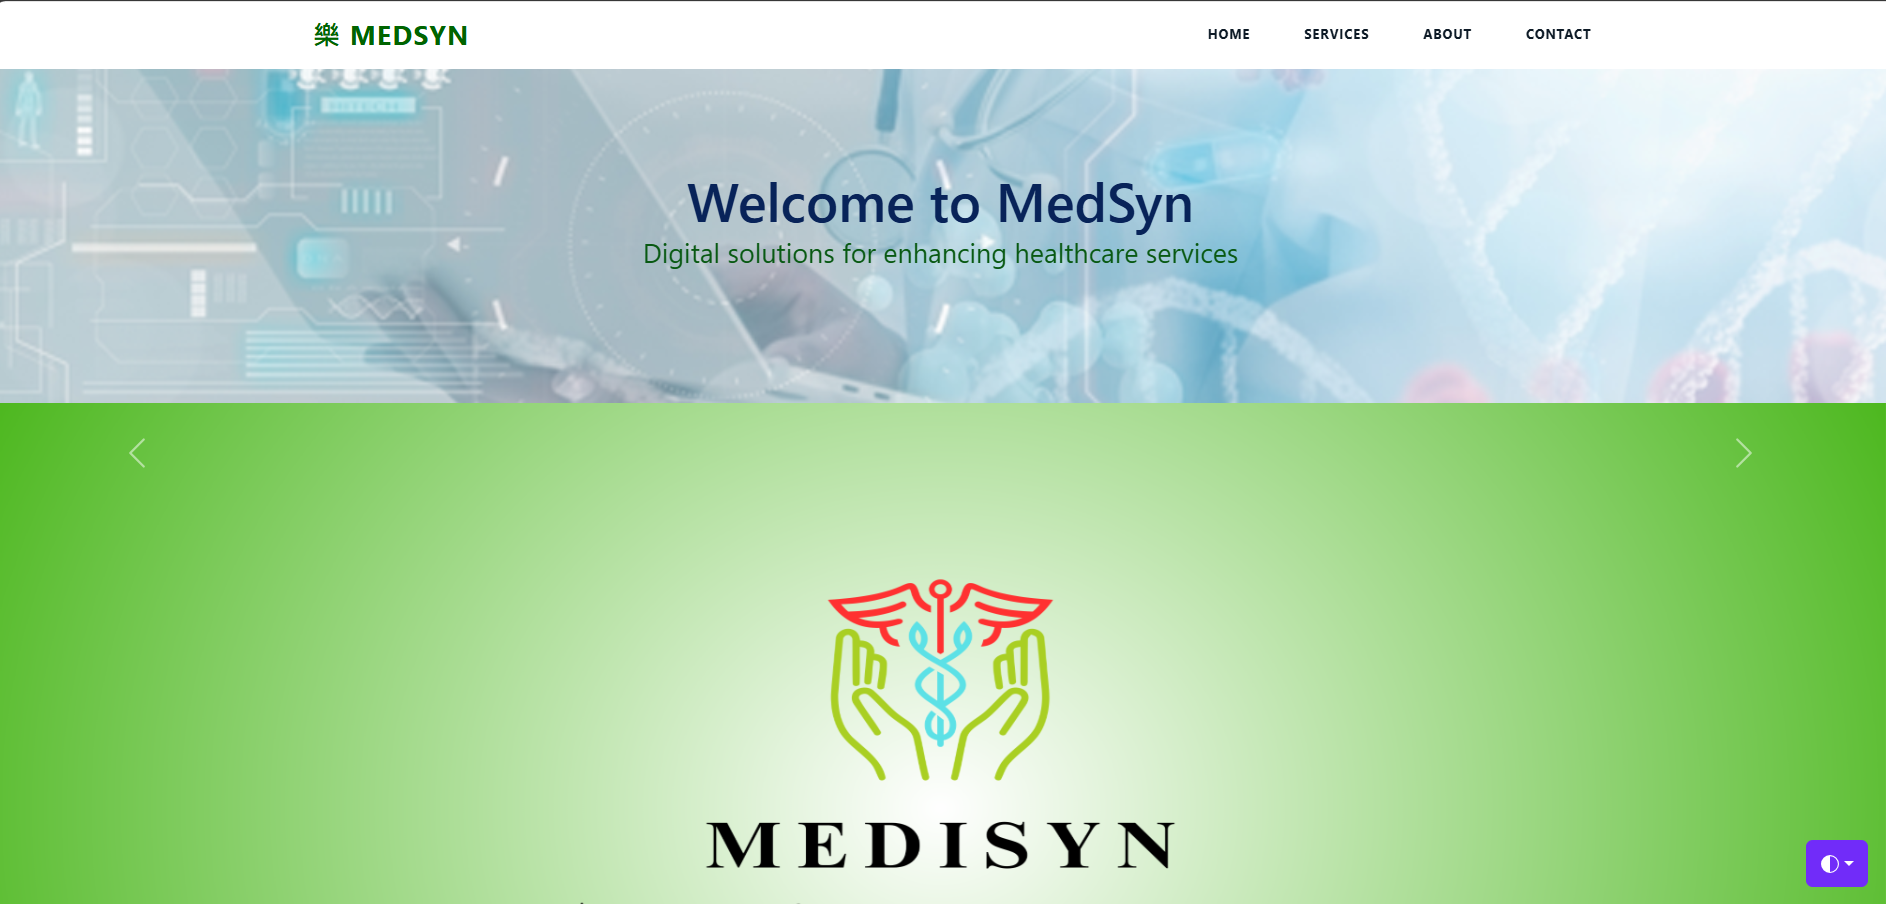 樂 MEDSYN
HOME SERVICES ABOUT CONTACT
Welcome to MedSyn
Digital solutions for enhancing healthcare services
MEDISYN